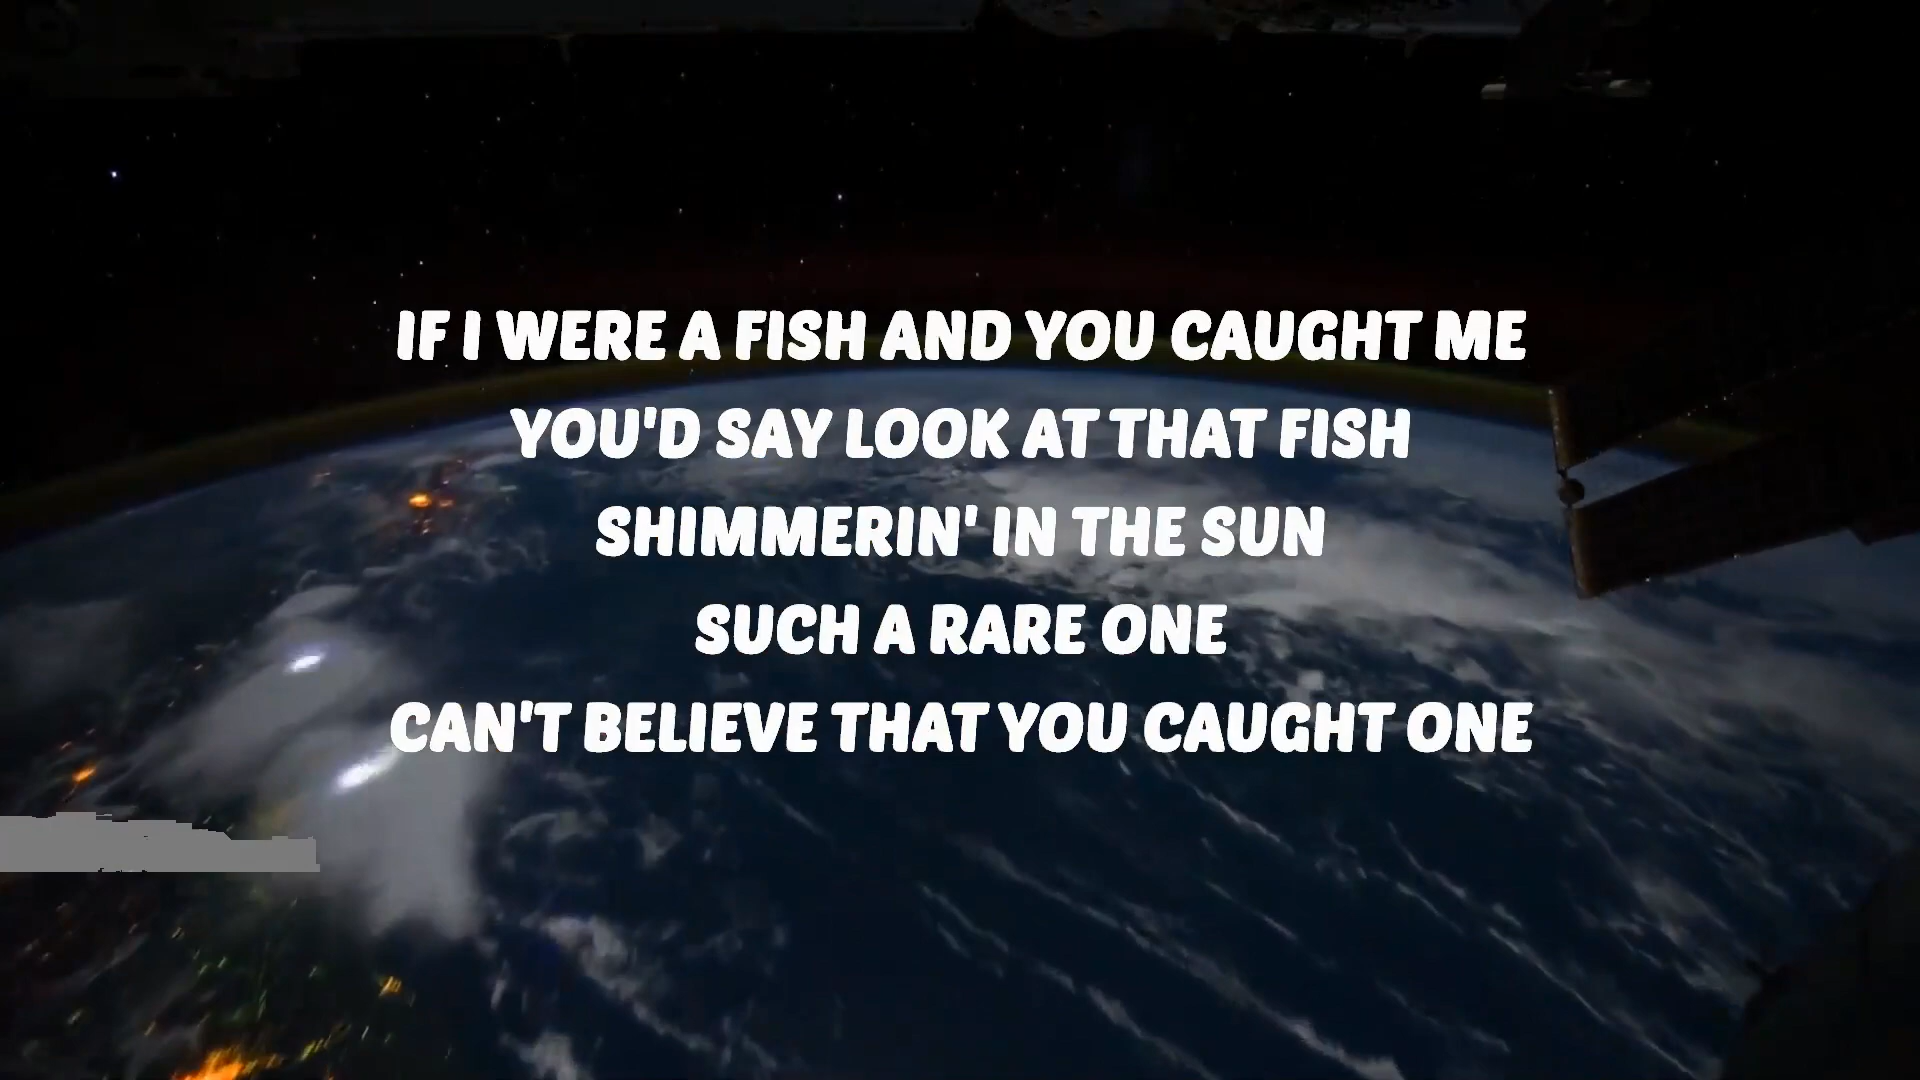 IF I WERE A FISH AND YOU CAUGHT ME
YOU'D SAY LOOK AT THAT FISH
SHIMMERIN' IN THE SUN
SUCH A RARE ONE
CAN'T BELIEVE THAT YOU CAUGHT ONE